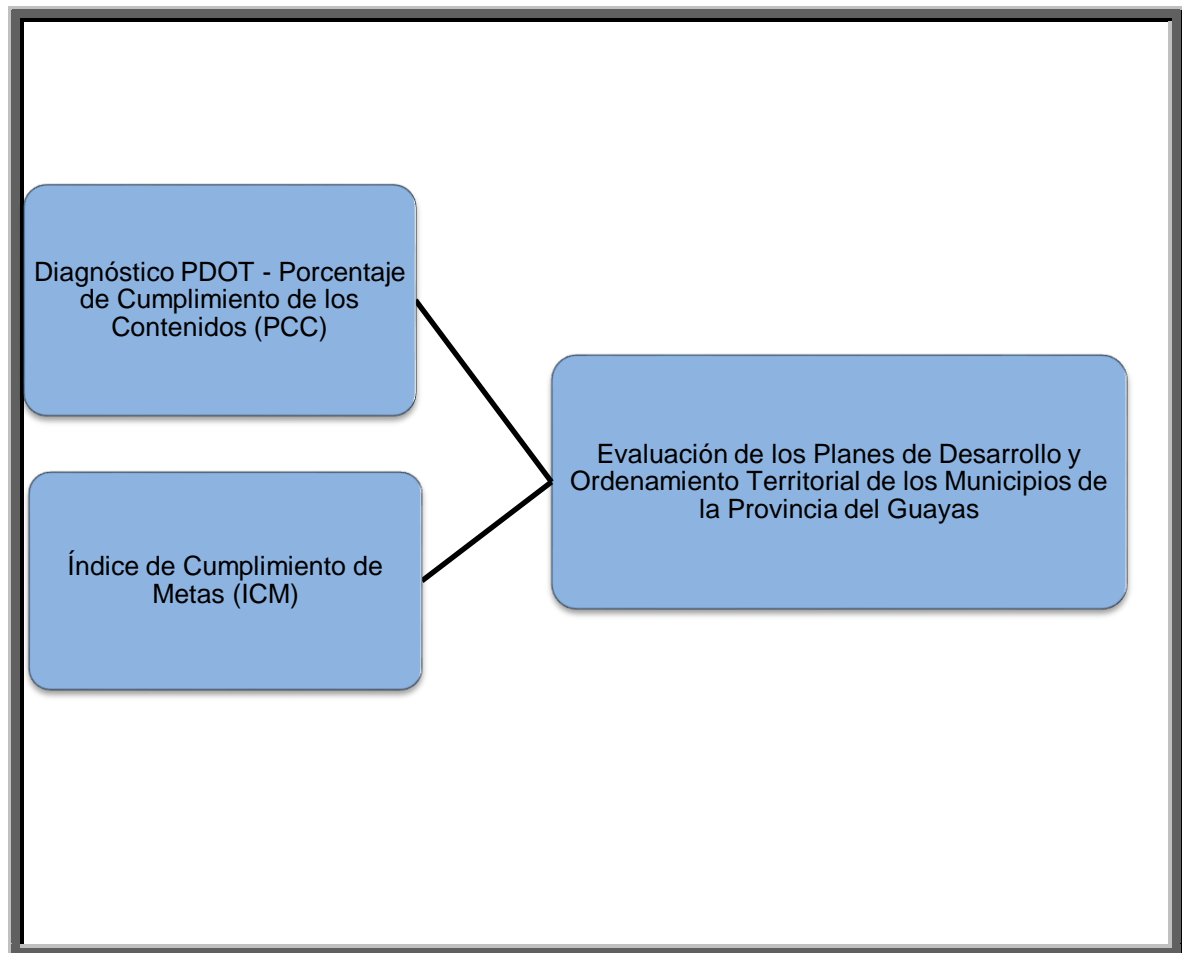 Diagnóstico PDOT - Porcentaje
de Cumplimiento de los
Contenidos (PCC)
Índice de Cumplimiento de
Metas (ICM)
Evaluación de los Planes de Desarrollo y
Ordenamiento Territorial de los Municipios de
la Provincia del Guayas